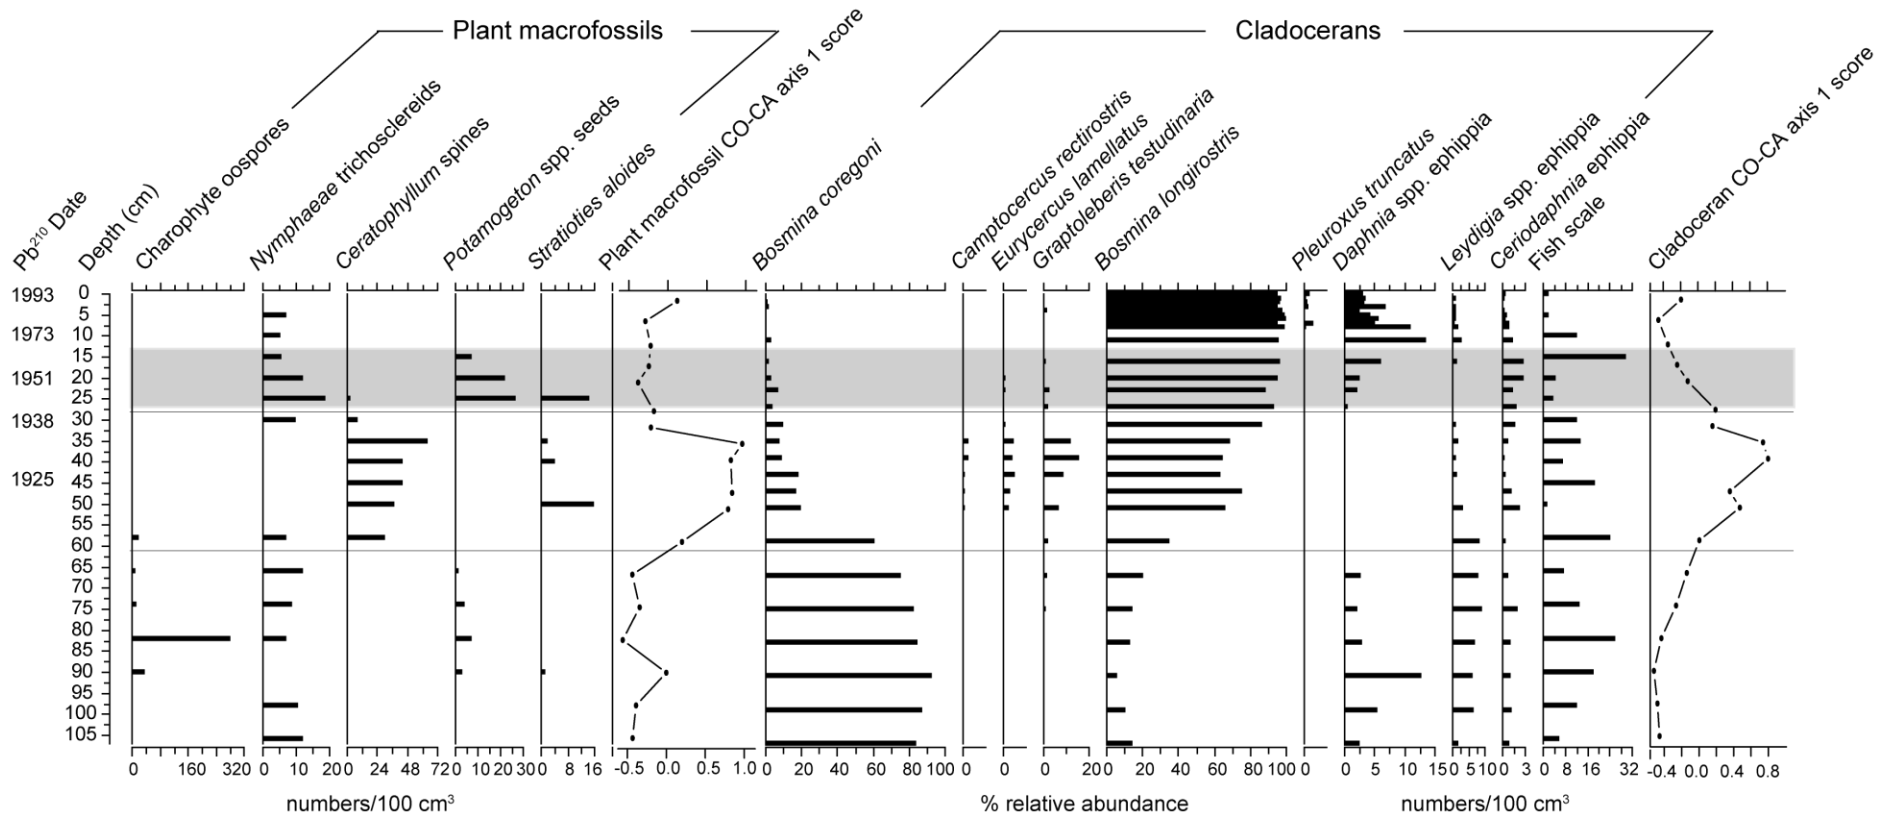 Plant macrofossils
Cladocerans
Pb210 Date
Depth (cm)
Charophyte oospores
Nymphaeae trichosclereids
Ceratophyllum spines
Potamogeton spp. seeds
Stratioties aloides
Plant macrofossil CO-CA axis 1 score
Bosmina coregoni
Camptocercus rectirostris
Eurycercus lamellatus
Graptoleberis testudinaria
Bosmina longirostris
Pleuroxus truncatus
Daphnia spp. ephippia
Leydigia spp. ephippia
Ceriodaphnia ephippia
Fish scale
Cladoceran CO-CA axis 1 score
1993
1973
1951
1938
1925
0
5
10
15
20
25
30
35
40
45
50
55
60
65
70
75
80
85
90
95
100
105
0 160 320
0 10 20
0 24 48 72
0 10 20 30
0 8 16
-0.5 0.0 0.5 1.0
0 20 40 60 80 100
0
0
0 20
0 20 40 60 80 100
0
0 5 10 15
0 5 10
0 3
0 8 16 32
-0.4 0.0 0.4 0.8
numbers/100 cm3
% relative abundance
numbers/100 cm3